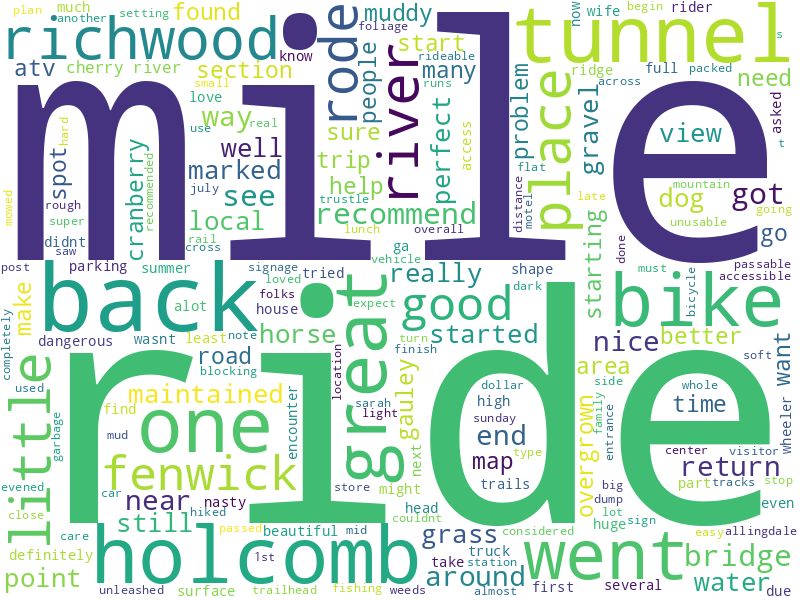 plan
much
setting
now
wife
begin
rider
another
found
muddy
foliage
richwood
tunnel
s
start
rode
people
know
rideable
ridge
full
packed
atv
cherry river
section
many
across
need
mile
river
place
gravel
problem
love
small
way
runs
use
real
sure
perfect
access
view
asked
t
hard
spot
well
trip
flat
marked
help
july
see
mountain
dog
got
late
going
mowed
rough
super
cranberry
recommended
local
trustle
recommend
distance
motel
unusable
didnt
saw
rail
cross
lunch
overall
starting
done
go
ga
vehicle
post
parking
summer
signage
tried
really
shape
must
bicycle
passable
accessible
back
loved
folks
house
expect
dark
good
bike
make
alot
completely
dangerous
wasnt
least
note
horse
turn
started
nice
better
soft
want
finish
great
road
location
blocking
area
side
whole
little
used
maintained
sarah
light
dollar
high
sunday
time
ride
find
one
encounter
gauley
next
type
end
overgrown
family
entrance
wheeler
garbage
mud
map
center
visitor
fenwick
store
trails
return
evened
car
near
nasty
might
head
big
part
tracks
stop
close
hiked
couldnt
considered
dump
lot
even
still
passed
grass
huge
sign
easy
allingdale
care
beautiful
mid
truck
station
definitely
holcomb
went
bridge
point
1st
take
around
water
unleashed
surface
trailhead
fishing
weeds
almost
first
several
due